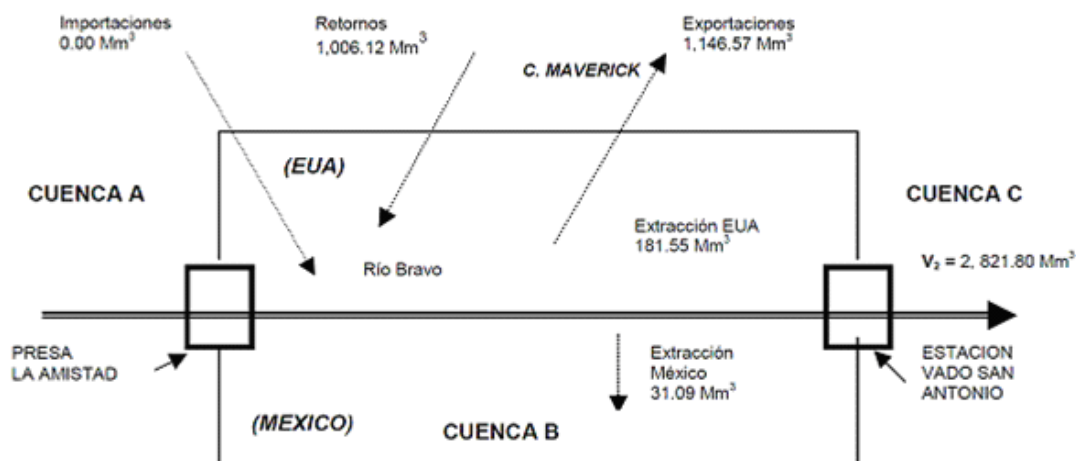 Importaciones
0.00 Mm³
Retornos
1,006.12 Mm³
Exportaciones
1,146.57 Mm³
C. MAVERICK
(EUA)
CUENCA A
CUENCA C
Extracción EUA
181.55 Mm³
Río Bravo
V₂ = 2, 821.80 Mm³
PRESA
LA AMISTAD
Extracción
México
31.09 Mm³
ESTACION
VADO SAN
ANTONIO
(MEXICO)
CUENCA B